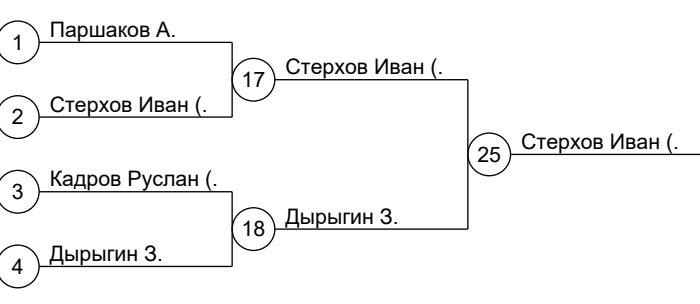 1 Паршаков А.
2 Стерхов Иван (.
17 Стерхов Иван (.
25 Стерхов Иван (.
3 Кадров Руслан (.
18 Дырыгин З.
4 Дырыгин З.